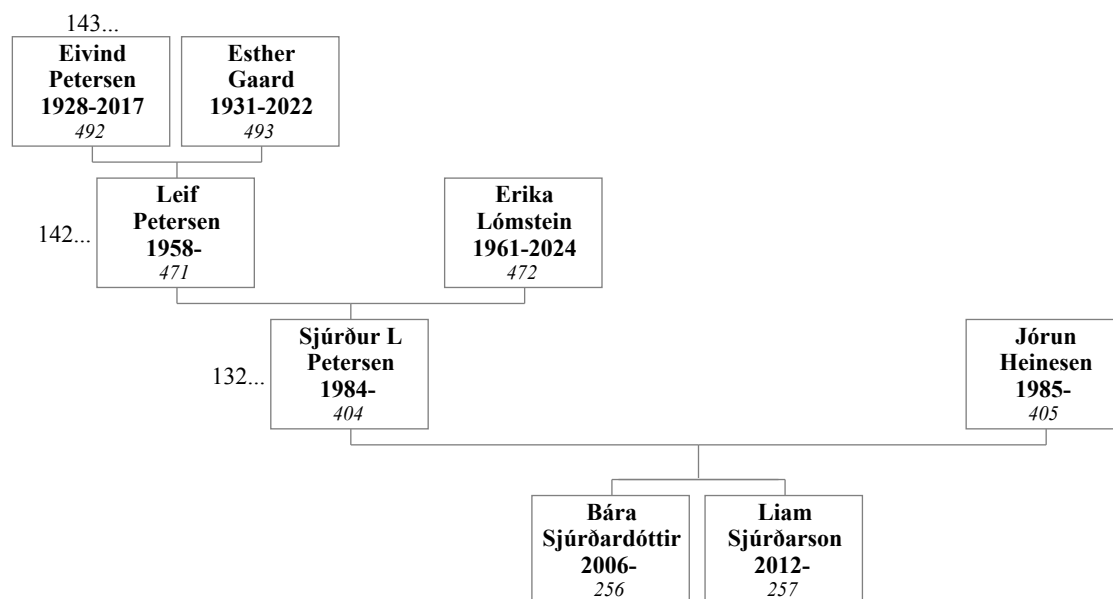 143...
Eivind
Petersen
1928-2017
492
Esther
Gaard
1931-2022
493
142...
Leif
Petersen
1958-
471
Erika
Lómstein
1961-2024
472
132...
Sjúrður L
Petersen
1984-
404
Jórun
Heinesen
1985-
405
Bára
Sjúrðardóttir
2006-
256
Liam
Sjúrðarson
2012-
257